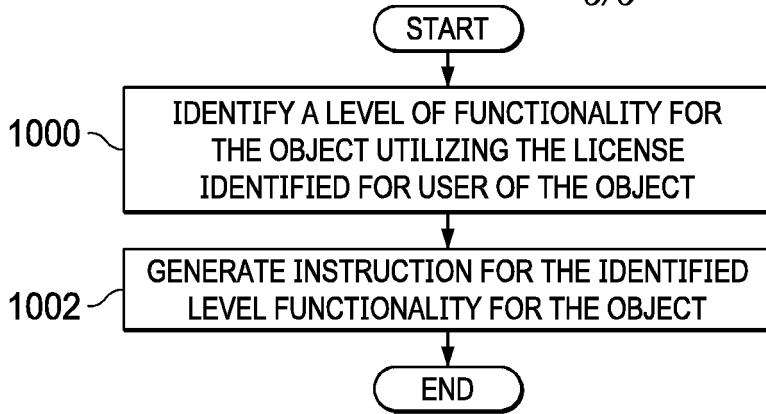 START
1000
IDENTIFY A LEVEL OF FUNCTIONALITY FOR
THE OBJECT UTILIZING THE LICENSE
IDENTIFIED FOR USER OF THE OBJECT
1002
GENERATE INSTRUCTION FOR THE IDENTIFIED
LEVEL FUNCTIONALITY FOR THE OBJECT
END